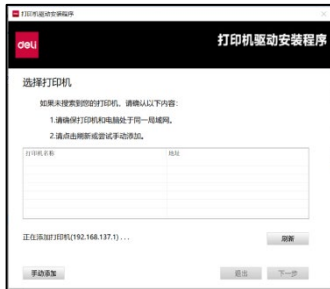 打印机驱动安装程序
deli
打印机驱动安装程序
选择打印机
如果未搜索到您的打印机，请确认以下内容：
1.请确保打印机和电脑处于同一局域网。
2.请点击刷新或尝试手动添加。
打印机名称 地址
正在添加打印机(192.168.137.1) . . .
刷新
手动添加 退出 下一步